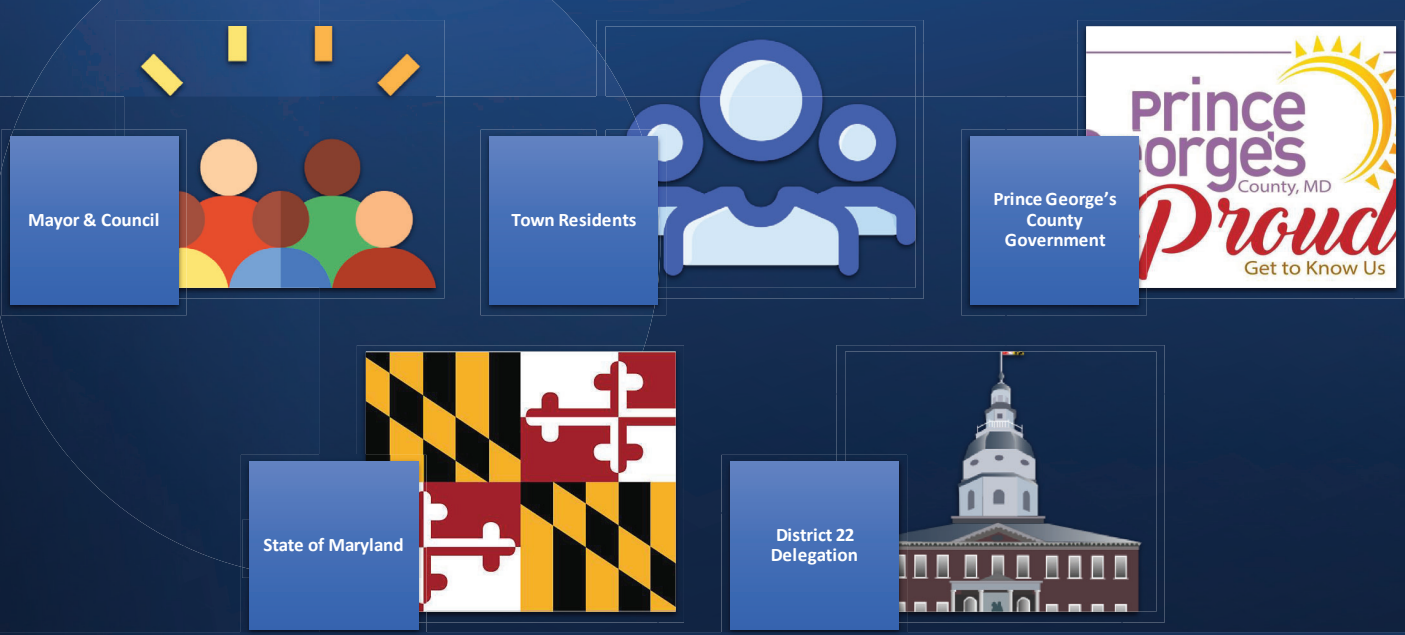 Mayor & Council
Town Residents
Prince George’s
County
Government
Prince
eorge's
County, MD
Proud
Get to Know Us
State of Maryland
District 22
Delegation